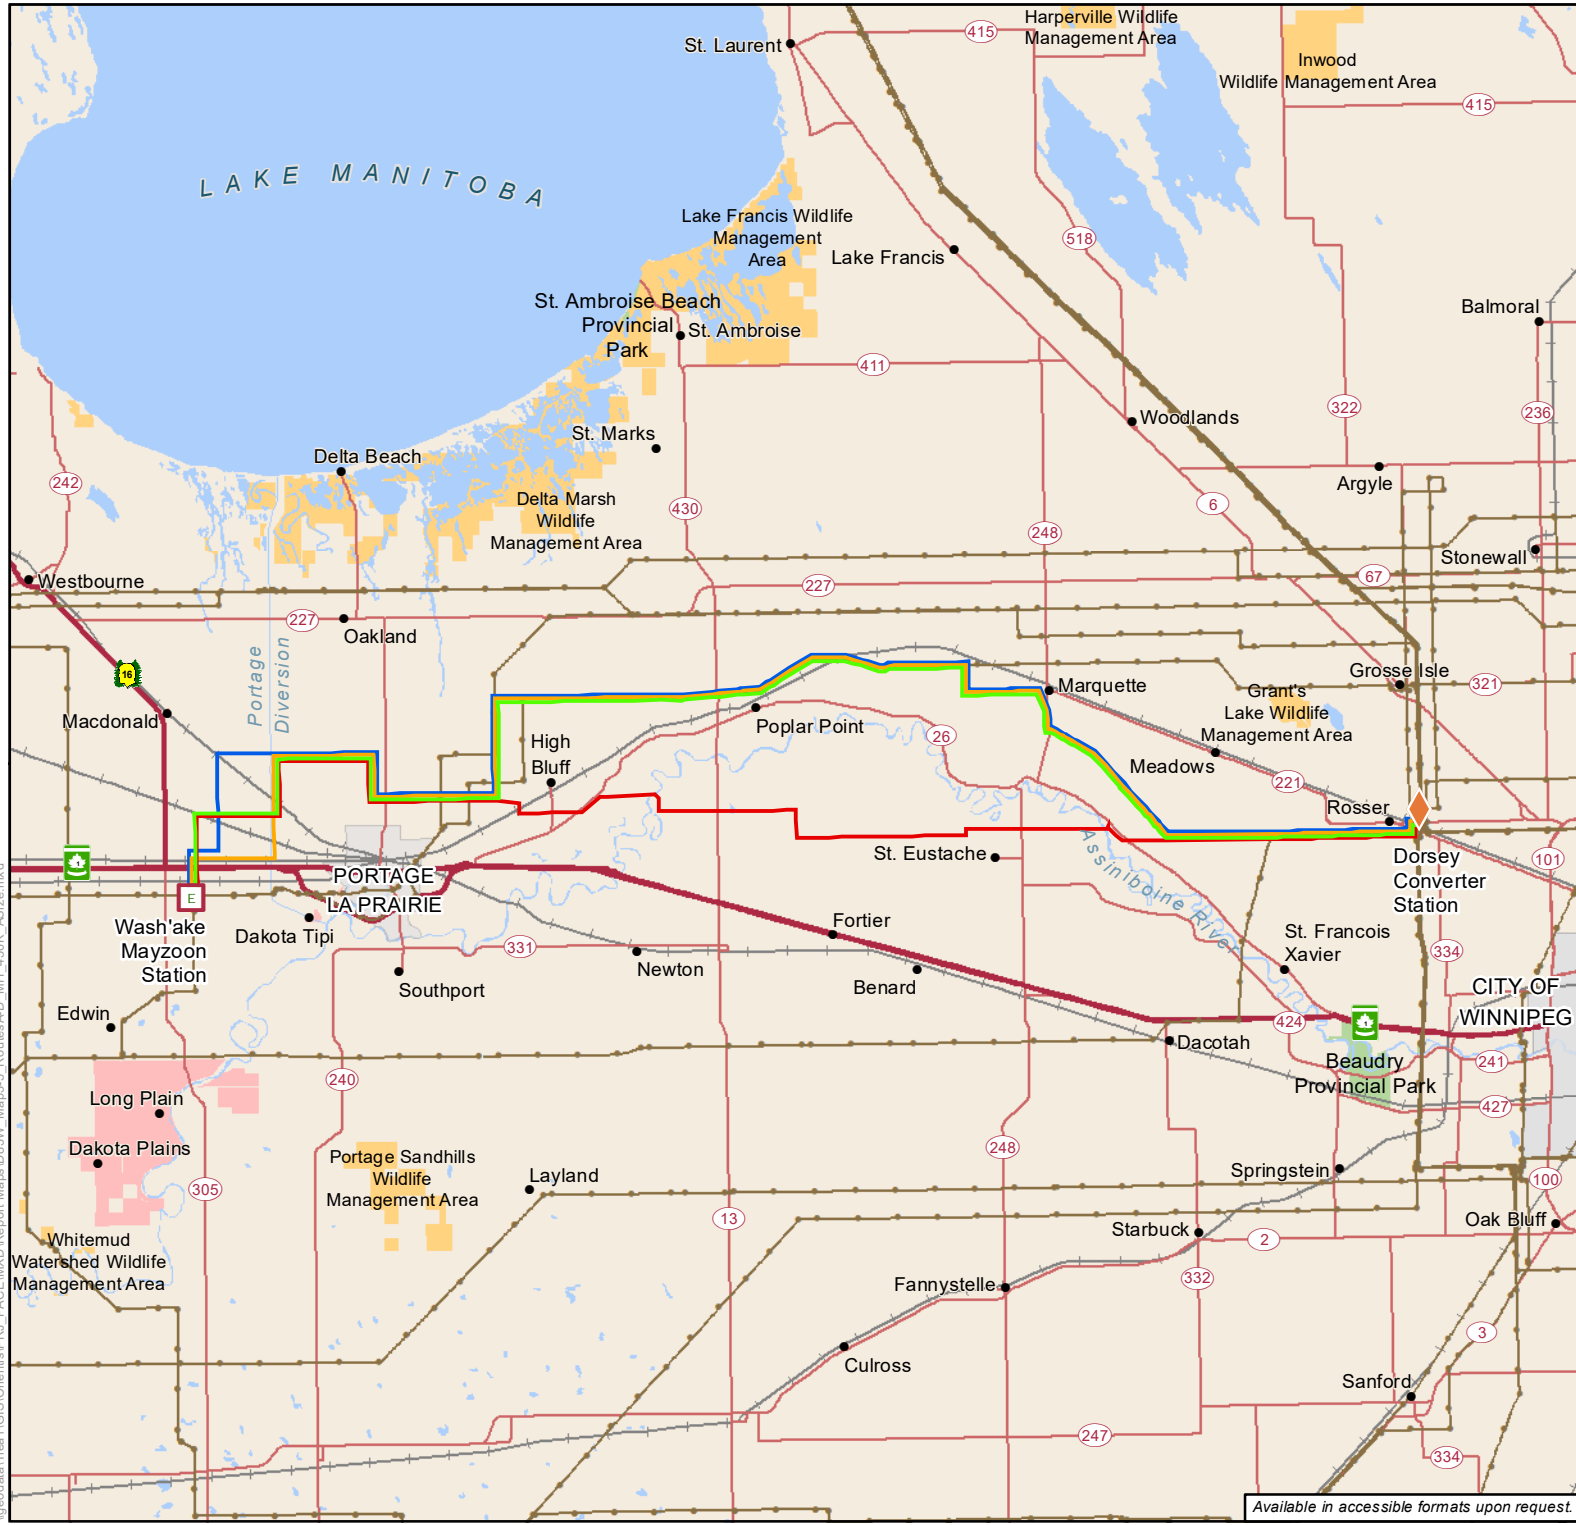 Harperville Wildlife
Management Area
415
St. Laurent
Inwood
Wildlife Management Area
415
LAKE MANITOBA
Lake Francis Wildlife
Management
Area
518
Lake Francis
St. Ambroise Beach
Provincial
Park
St. Ambroise
Balmoral
411
322
236
Woodlands
St. Marks
Delta Beach
Argyle
242
Delta Marsh
Wildlife
Management Area
430
6
248
Stonewall
Westbourne
227
67
227
Oakland
Portage
Diversion
16
Grosse Isle
321
Marquette
Grant's
Lake Wildlife
Management Area
Macdonald
Poplar Point
26
High
Bluff
Meadows
221
Rosser
St. Eustache
Assiniboine River
Dorsey
Converter
Station
101
1
PORTAGE
LA PRAIRIE
E
Wash'ake
Mayzoon
Station
Dakota Tipi
Fortier
St. Francois
Xavier
334
331
Newton
Benard
Southport
CITY OF
WINNIPEG
Edwin
424
1
Dacotah
Beaudry
Provincial Park
241
240
427
Long Plain
Dakota Plains
248
Portage Sandhills
Wildlife
Management Area
Layland
Springstein
305
100
13
Oak Bluff
Starbuck
2
Whitemud
Watershed Wildlife
Management Area
332
Fannystelle
3
Culross
Sanford
247
334
Available in accessible formats upon request.